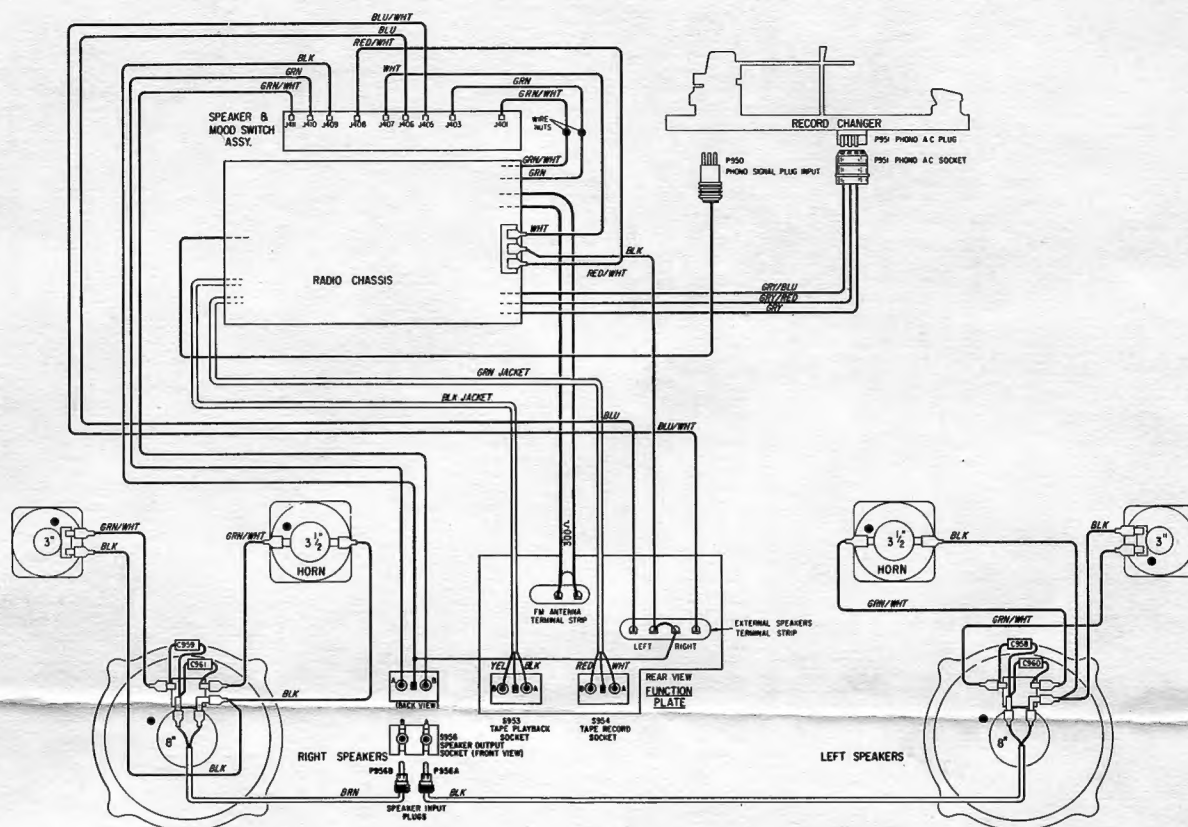 BLU/WHT
BLU
RED/WHT
BLK
WHT
GRN
GRN
GRN/WHT
GRN/WHT
SPEAKER &
MOOD SWITCH
ASSY.
J411
J410
J409
J408
J407
J406
J405
J403
J401
WIRE
NUTS
RECORD CHANGER
P951 PHONO AC PLUG
P951 PHONO AC SOCKET
P950
PHONO SIGNAL PLUG INPUT
GRN/WHT
GRN
WHT
BLK
RED/WHT
RADIO CHASSIS
GRY/BLU
GRY/RED
GRY
GRN JACKET
BLK JACKET
BLU
BLU/WHT
3"
GRN/WHT
BLK
GRN/WHT
3 1/2"
HORN
300Ω
3 1/2"
HORN
BLK
BLK
3"
GRN/WHT
GRN/WHT
FM ANTENNA
TERMINAL STRIP
EXTERNAL SPEAKERS
TERMINAL STRIP
LEFT
RIGHT
C959
C961
C958
C960
YEL
BLK
RED
WHT
REAR VIEW
FUNCTION
PLATE
A
B
(BACK VIEW)
B
A
B
A
BLK
S953
TAPE PLAYBACK
SOCKET
S954
TAPE RECORD
SOCKET
B
A
S956
SPEAKER OUTPUT
SOCKET (FRONT VIEW)
8"
8"
RIGHT SPEAKERS
LEFT SPEAKERS
BLK
P956B
P956A
BRN
BLK
SPEAKER INPUT
PLUGS